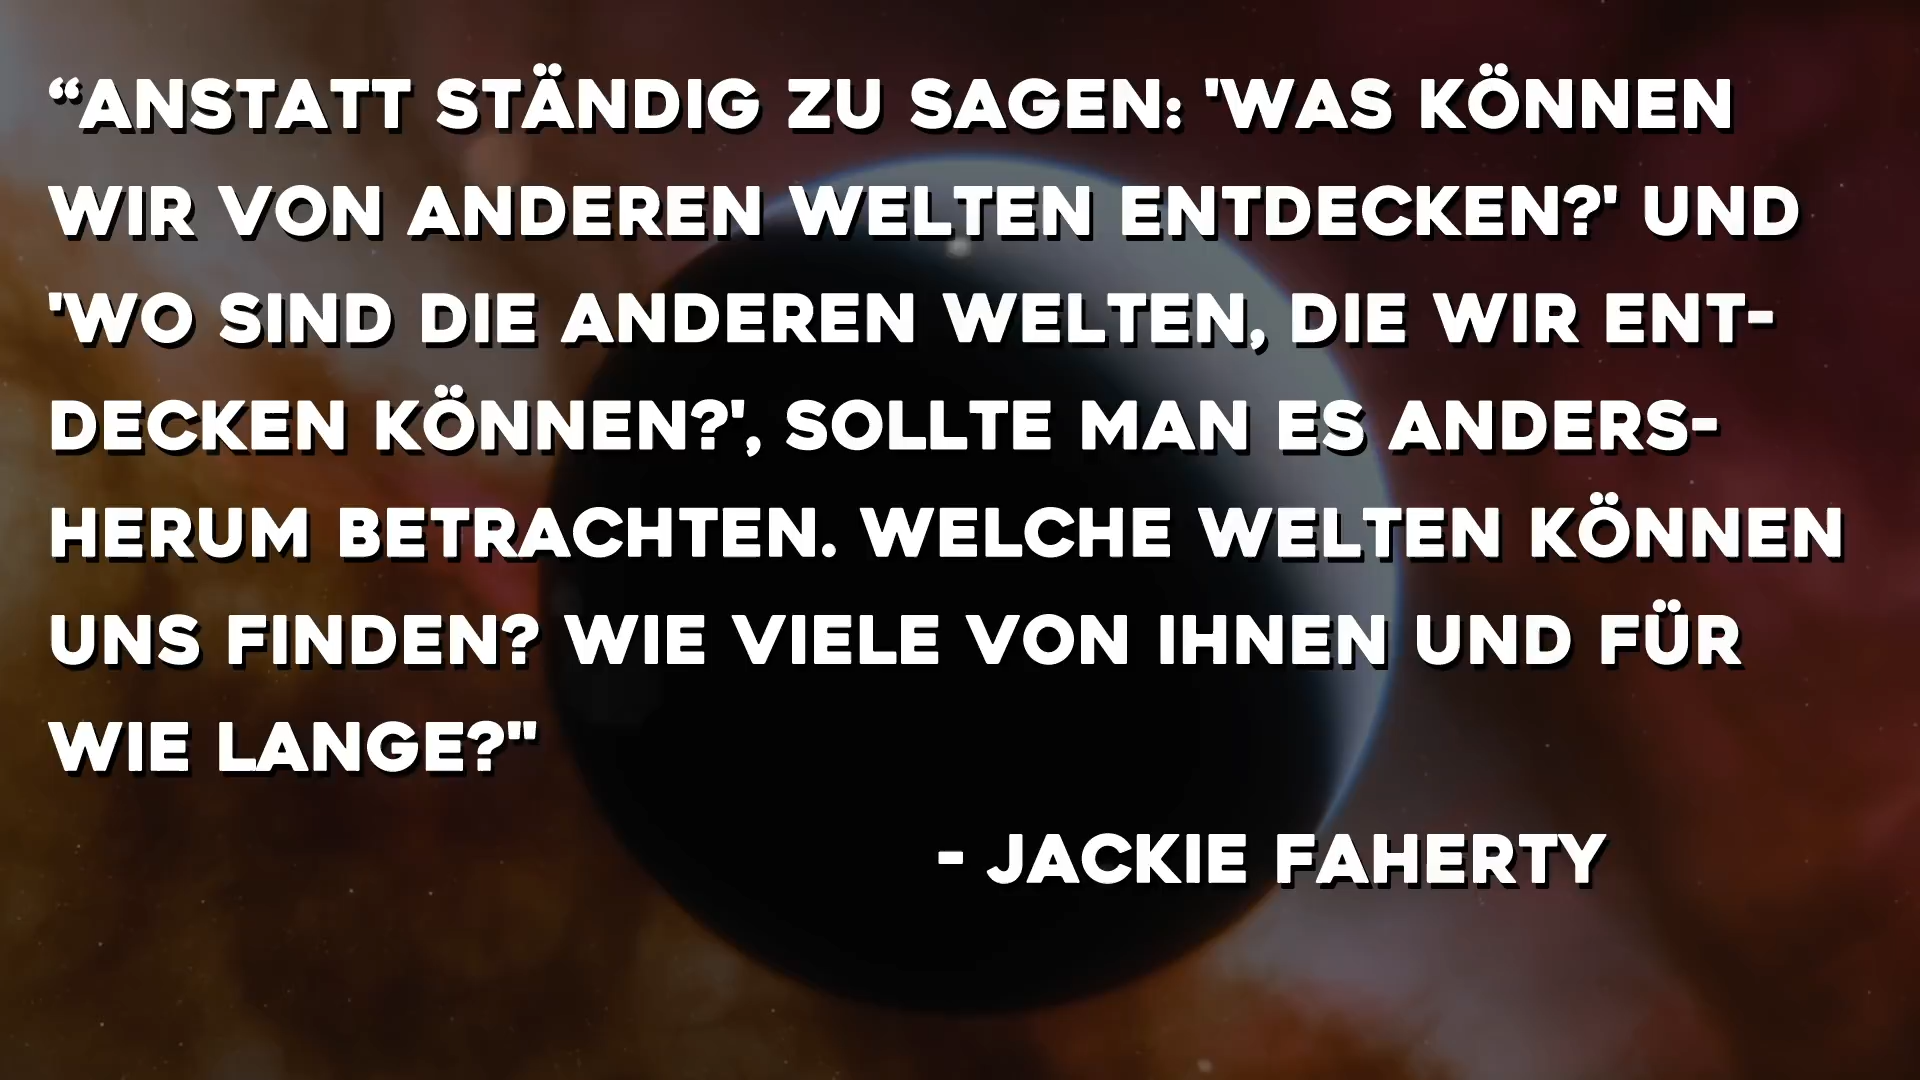 “ANSTATT STÄNDIG ZU SAGEN: 'WAS KÖNNEN
WIR VON ANDEREN WELTEN ENTDECKEN?' UND
'WO SIND DIE ANDEREN WELTEN, DIE WIR ENT-
DECKEN KÖNNEN?', SOLLTE MAN ES ANDERS-
HERUM BETRACHTEN. WELCHE WELTEN KÖNNEN
UNS FINDEN? WIE VIELE VON IHNEN UND FÜR
WIE LANGE?"
- JACKIE FAHERTY